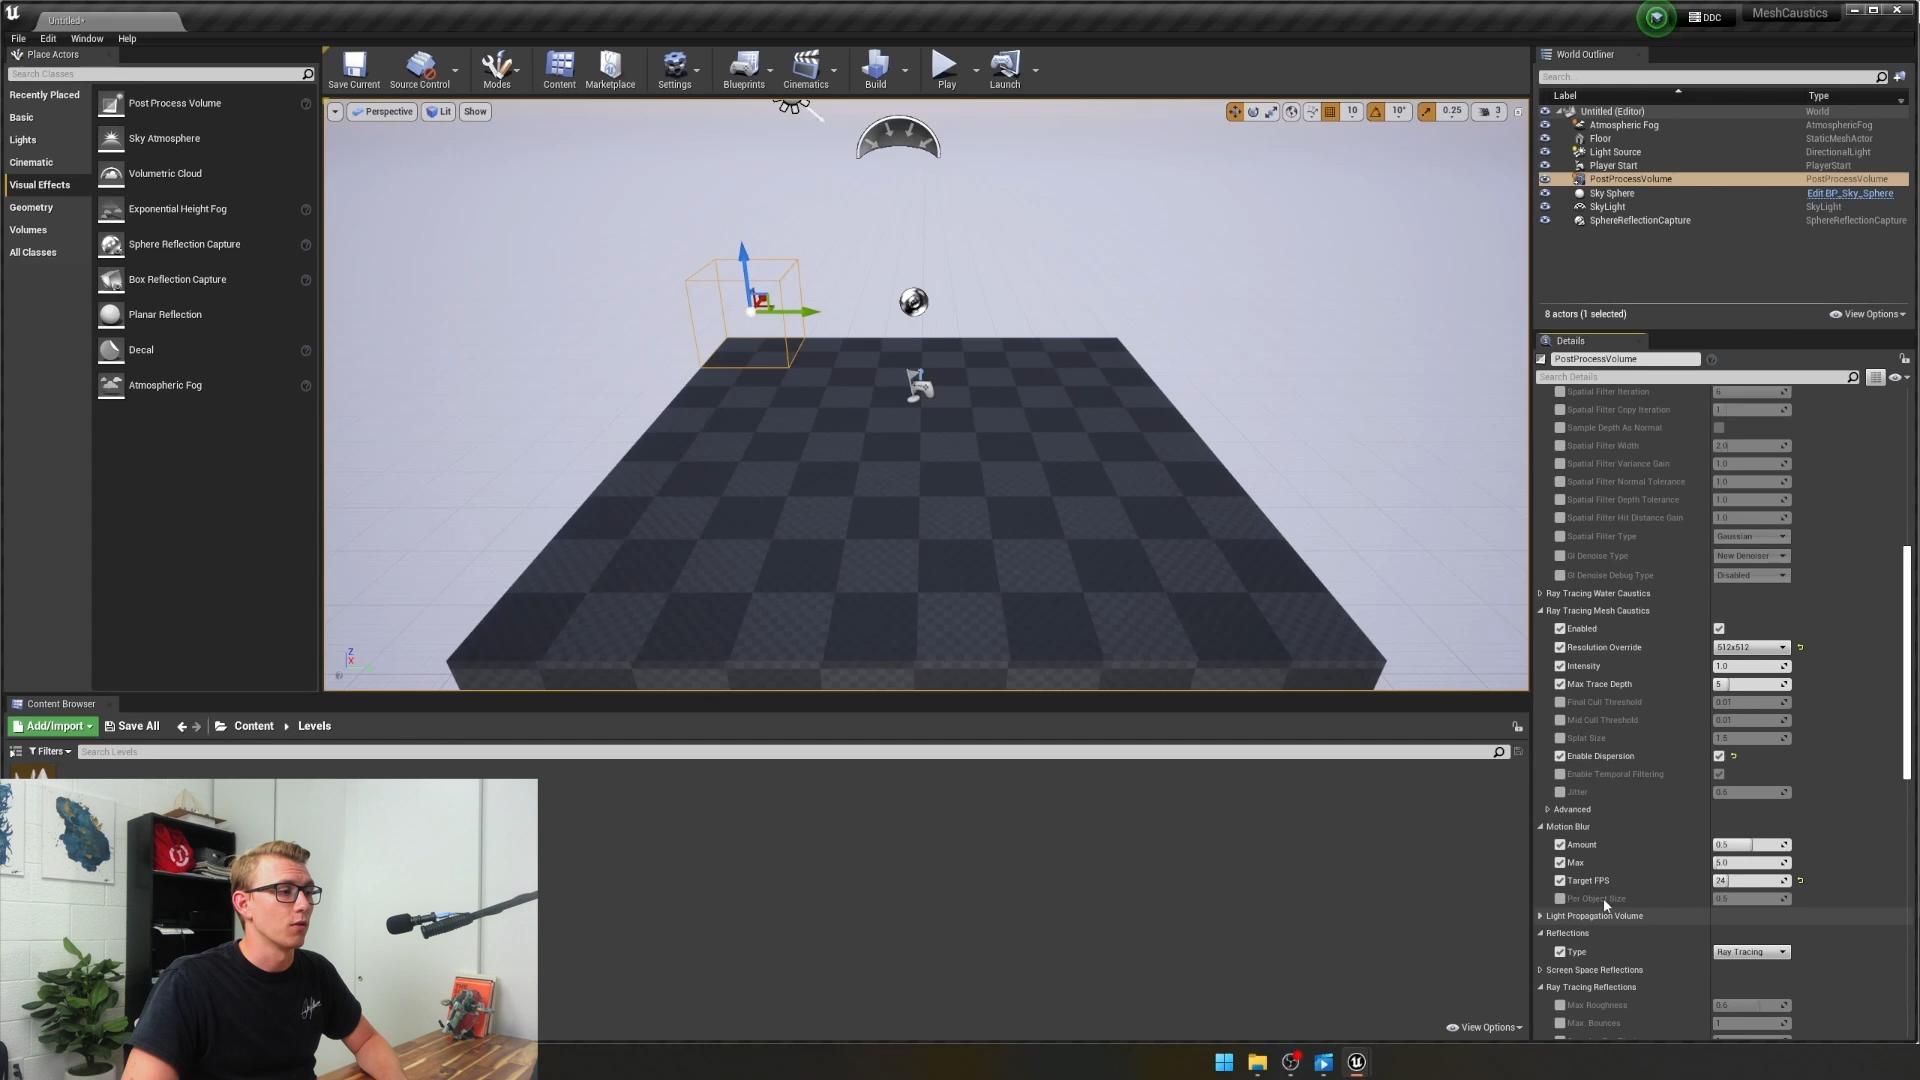 Untitled*
DDC
MeshCaustics
File Edit Window Help
Place Actors
Search Classes
Recently Placed
Basic
Lights
Cinematic
Visual Effects
Geometry
Volumes
All Classes
Post Process Volume
Sky Atmosphere
Volumetric Cloud
Exponential Height Fog
Sphere Reflection Capture
Box Reflection Capture
Planar Reflection
Decal
Atmospheric Fog
Save Current Source Control Modes Content Marketplace Settings Blueprints Cinematics Build Play Launch
Perspective Lit Show
10 10° 0.25 3
Z
X
World Outliner
Search...
Label Type
Untitled (Editor) World
Atmospheric Fog AtmosphericFog
Floor StaticMeshActor
Light Source DirectionalLight
Player Start PlayerStart
PostProcessVolume PostProcessVolume
Sky Sphere Edit BP_Sky_Sphere
SkyLight SkyLight
SphereReflectionCapture SphereReflectionCapture
8 actors (1 selected) View Options
Details
PostProcessVolume
Search Details
Spatial Filter Iteration 6
Spatial Filter Copy Iteration 1
Sample Depth As Normal
Spatial Filter Width 2.0
Spatial Filter Variance Gain 1.0
Spatial Filter Normal Tolerance 1.0
Spatial Filter Depth Tolerance 1.0
Spatial Filter Hit Distance Gain 1.0
Spatial Filter Type Gaussian
GI Denoise Type New Denoiser
GI Denoise Debug Type Disabled
Ray Tracing Water Caustics
Ray Tracing Mesh Caustics
Enabled
Resolution Override 512x512
Intensity 1.0
Max Trace Depth 5
Final Cull Threshold 0.01
Mid Cull Threshold 0.01
Splat Size 1.5
Enable Dispersion
Enable Temporal Filtering
Jitter 0.5
Advanced
Motion Blur
Amount 0.5
Max 5.0
Target FPS 24
Per Object Size 0.5
Light Propagation Volume
Reflections
Type Ray Tracing
Screen Space Reflections
Ray Tracing Reflections
Max Roughness 0.6
Max. Bounces 1
Content Browser
Add/Import Save All Content Levels
Filters Search Levels
View Options